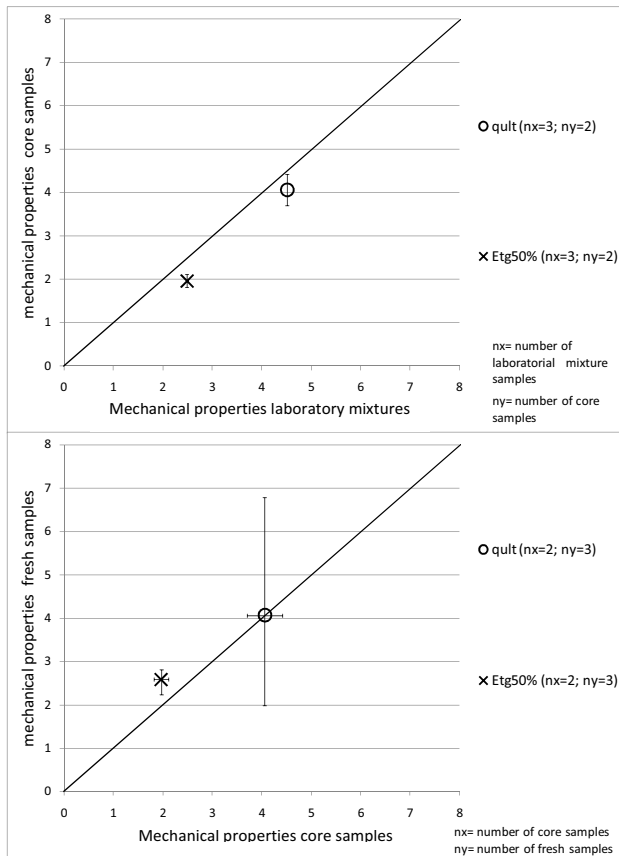 8
7
6
5
4
3
2
1
0
mechanical properties core samples
0 1 2 3 4 5 6 7 8
Mechanical properties laboratory mixtures
qult (nx=3; ny=2)
Etg50% (nx=3; ny=2)
nx= number of
laboratorial mixture
samples
ny= number of core
samples
8
7
6
5
4
3
2
1
0
mechanical properties fresh samples
0 1 2 3 4 5 6 7 8
Mechanical properties core samples
qult (nx=2; ny=3)
Etg50% (nx=2; ny=3)
nx= number of core samples
ny= number of fresh samples